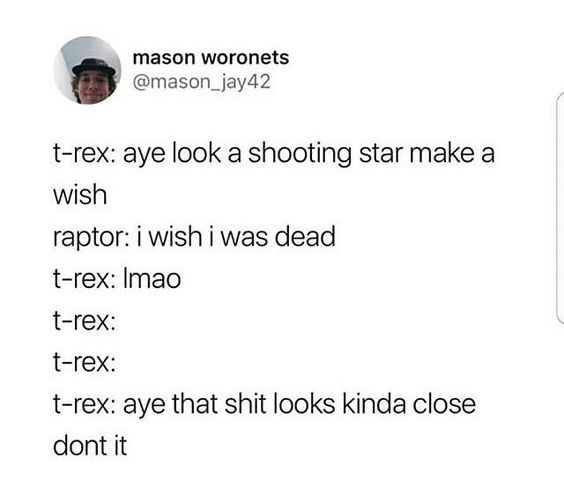 mason woronets
@mason_jay42
t-rex: aye look a shooting star make a
wish
raptor: i wish i was dead
t-rex: lmao
t-rex:
t-rex:
t-rex: aye that shit looks kinda close
dont it